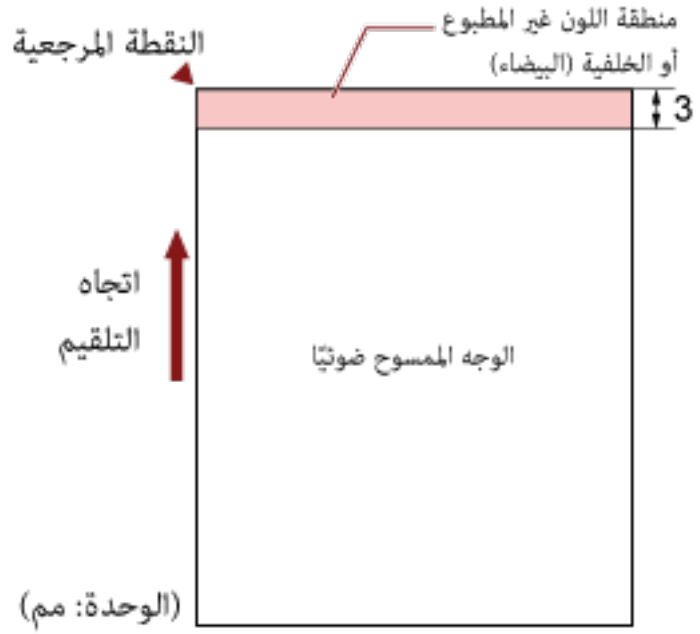 منطقة اللون غير المطبوع
أو الخلفية (البيضاء)
النقطة المرجعية
3
اتجاه
التلقيم
الوجه الممسوح ضوئيًا
(الوحدة: مم)